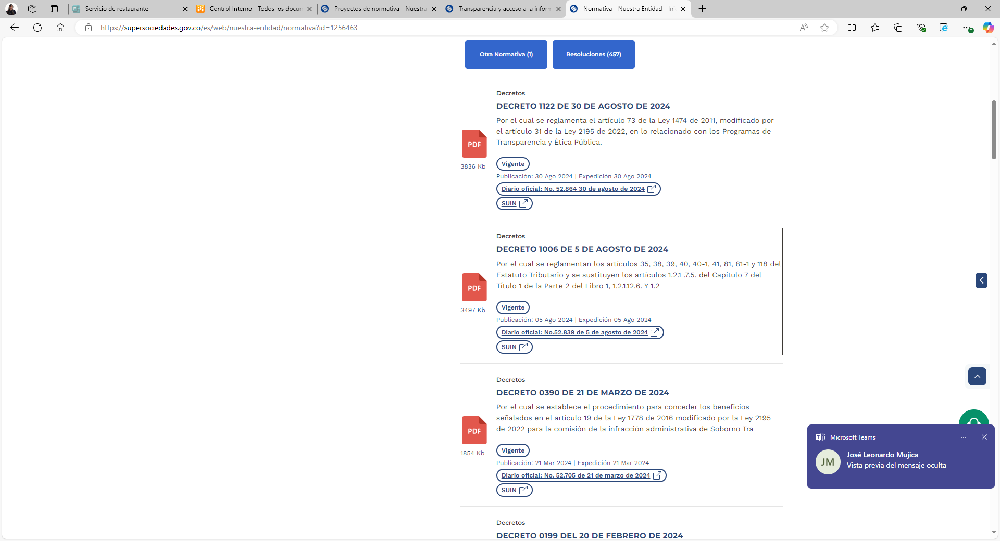 Servicio de restaurante
Control Interno - Todos los docun
Proyectos de normativa - Nuestra
Transparencia y acceso a la inform
Normativa - Nuestra Entidad - Ini
https://supersociedades.gov.co/es/web/nuestra-entidad/normativa?id=1256463
Otra Normativa (1)
Resoluciones (457)
Decretos
DECRETO 1122 DE 30 DE AGOSTO DE 2024
Por el cual se reglamenta el artículo 73 de la Ley 1474 de 2011, modificado por
el artículo 31 de la Ley 2195 de 2022, en lo relacionado con los Programas de
Transparencia y Ética Pública.
PDF
3836 Kb
Vigente
Publicación: 30 Ago 2024 | Expedición 30 Ago 2024
Diario oficial: No. 52.864 30 de agosto de 2024
SUIN
Decretos
DECRETO 1006 DE 5 DE AGOSTO DE 2024
Por el cual se reglamentan los artículos 35, 38, 39, 40, 40-1, 41, 81, 81-1 y 118 del
Estatuto Tributario y se sustituyen los artículos 1.2.1 .7.5. del Capítulo 7 del
Título 1 de la Parte 2 del Libro 1, 1.2.1.12.6. Y 1.2
PDF
3497 Kb
Vigente
Publicación: 05 Ago 2024 | Expedición 05 Ago 2024
Diario oficial: No.52.839 de 5 de agosto de 2024
SUIN
Decretos
DECRETO 0390 DE 21 DE MARZO DE 2024
Por el cual se establece el procedimiento para conceder los beneficios
señalados en el artículo 19 de la Ley 1778 de 2016 modificado por la Ley 2195
de 2022 para la comisión de la infracción administrativa de Soborno Tra
PDF
1854 Kb
Vigente
Publicación: 21 Mar 2024 | Expedición 21 Mar 2024
Diario oficial: No. 52.705 de 21 de marzo de 2024
SUIN
Decretos
DECRETO 0199 DEL 20 DE FEBRERO DE 2024
Microsoft Teams
JM
José Leonardo Mujica
Vista previa del mensaje oculta